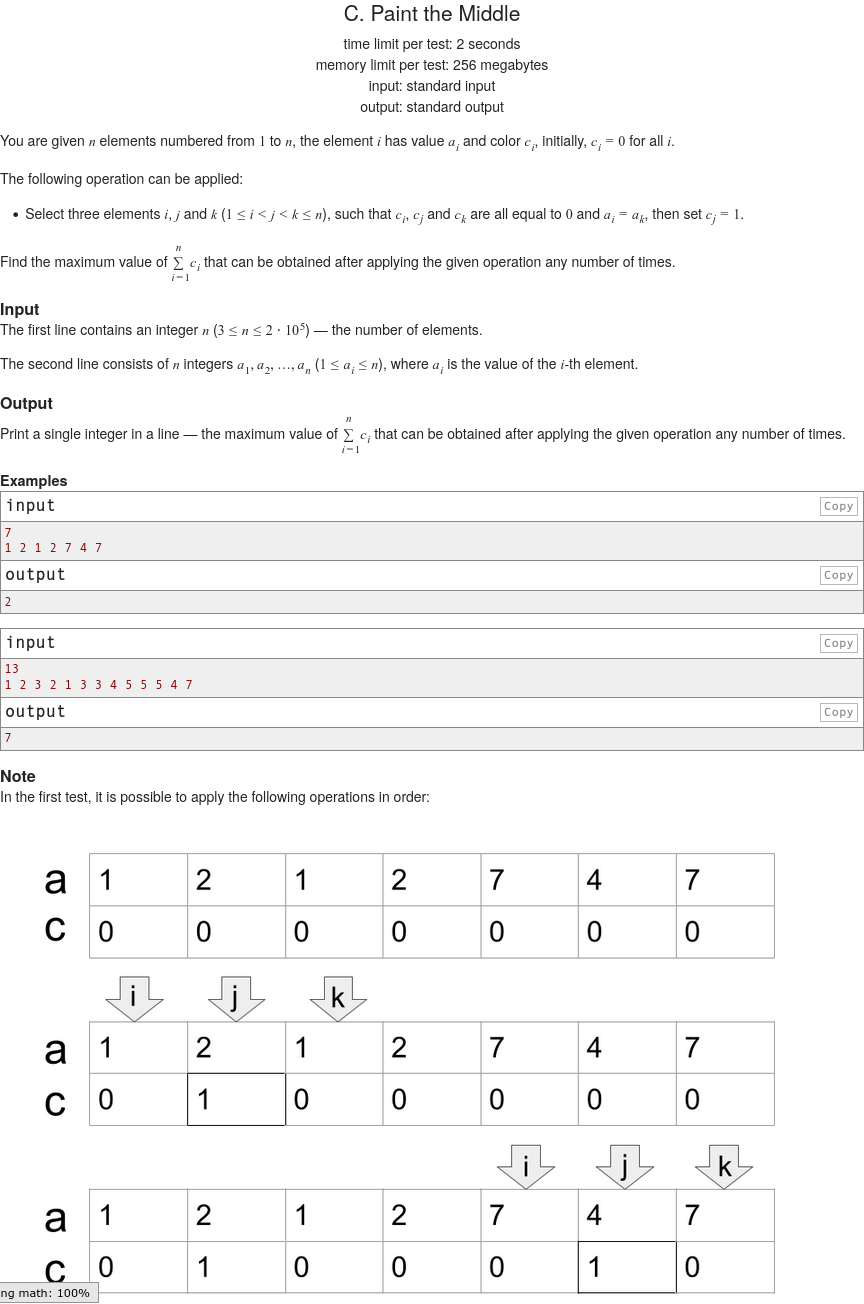 C. Paint the Middle
time limit per test: 2 seconds
memory limit per test: 256 megabytes
input: standard input
output: standard output
You are given n elements numbered from 1 to n, the element i has value a_i and color c_i, initially, c_i = 0 for all i.
The following operation can be applied:
• Select three elements i, j and k (1 ≤ i < j < k ≤ n), such that c_i, c_j and c_k are all equal to 0 and a_i = a_k, then set c_j = 1.
Find the maximum value of ∑_{i=1}^{n} c_i that can be obtained after applying the given operation any number of times.
Input
The first line contains an integer n (3 ≤ n ≤ 2 · 10^5) — the number of elements.
The second line consists of n integers a_1, a_2, …, a_n (1 ≤ a_i ≤ n), where a_i is the value of the i-th element.
Output
Print a single integer in a line — the maximum value of ∑_{i=1}^{n} c_i that can be obtained after applying the given operation any number of times.
Examples
input Copy
7
1 2 1 2 7 4 7
output Copy
2
input Copy
13
1 2 3 2 1 3 3 4 5 5 5 4 7
output Copy
7
Note
In the first test, it is possible to apply the following operations in order:
a 1 2 1 2 7 4 7
c 0 0 0 0 0 0 0
i j k
a 1 2 1 2 7 4 7
c 0 1 0 0 0 0 0
i j k
a 1 2 1 2 7 4 7
c 0 1 0 0 0 1 0
ng math: 100%